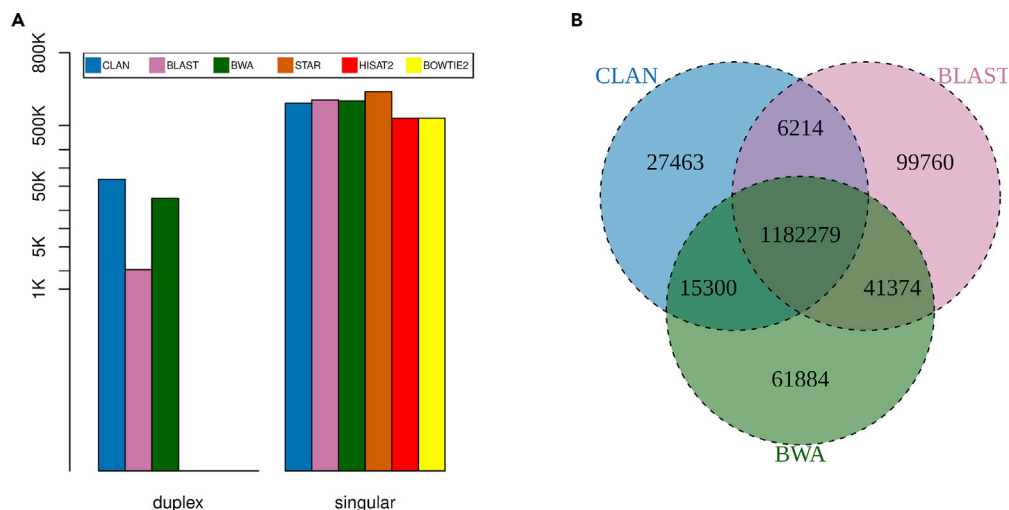 A
800K
500K
50K
5K
1K
CLAN BLAST BWA STAR HISAT2 BOWTIE2
duplex singular
B
CLAN BLAST
6214
27463 99760
1182279
15300 41374
61884
BWA